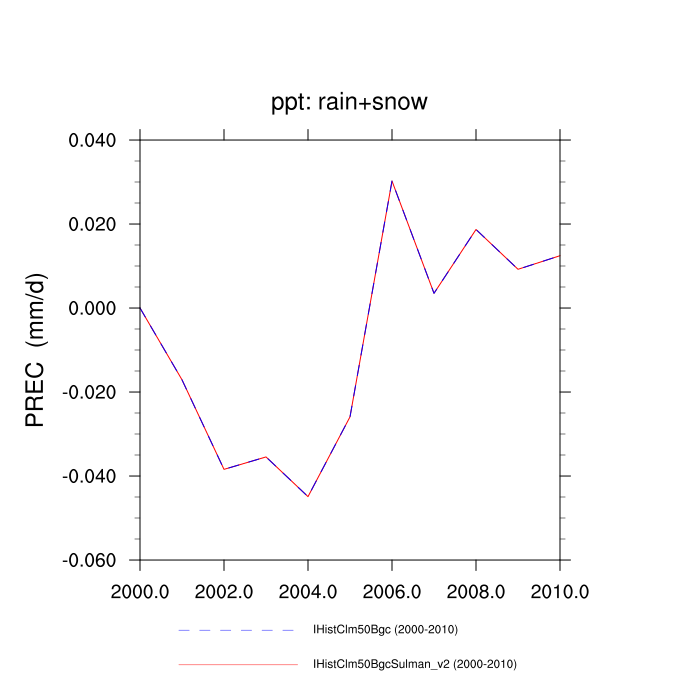 ppt: rain+snow
0.040
0.020
0.000
-0.020
-0.040
-0.060
PREC (mm/d)
2000.0 2002.0 2004.0 2006.0 2008.0 2010.0
IHistClm50Bgc (2000-2010)
IHistClm50BgcSulman_v2 (2000-2010)